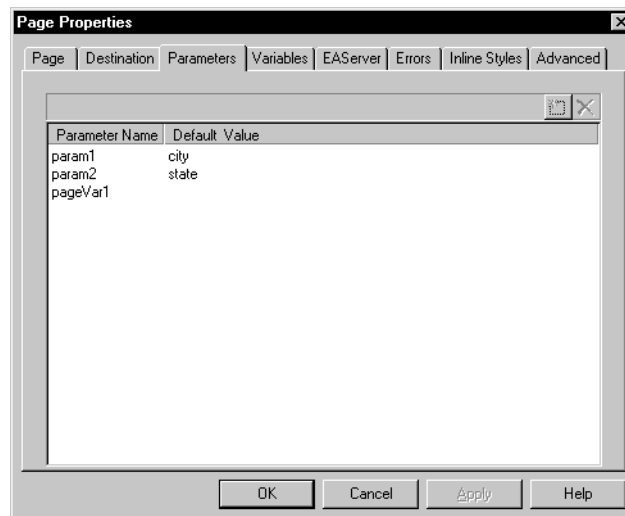 Page Properties
Page Destination Parameters Variables EAServer Errors Inline Styles Advanced
Parameter Name Default Value
param1 city
param2 state
pageVar1
OK Cancel Apply Help